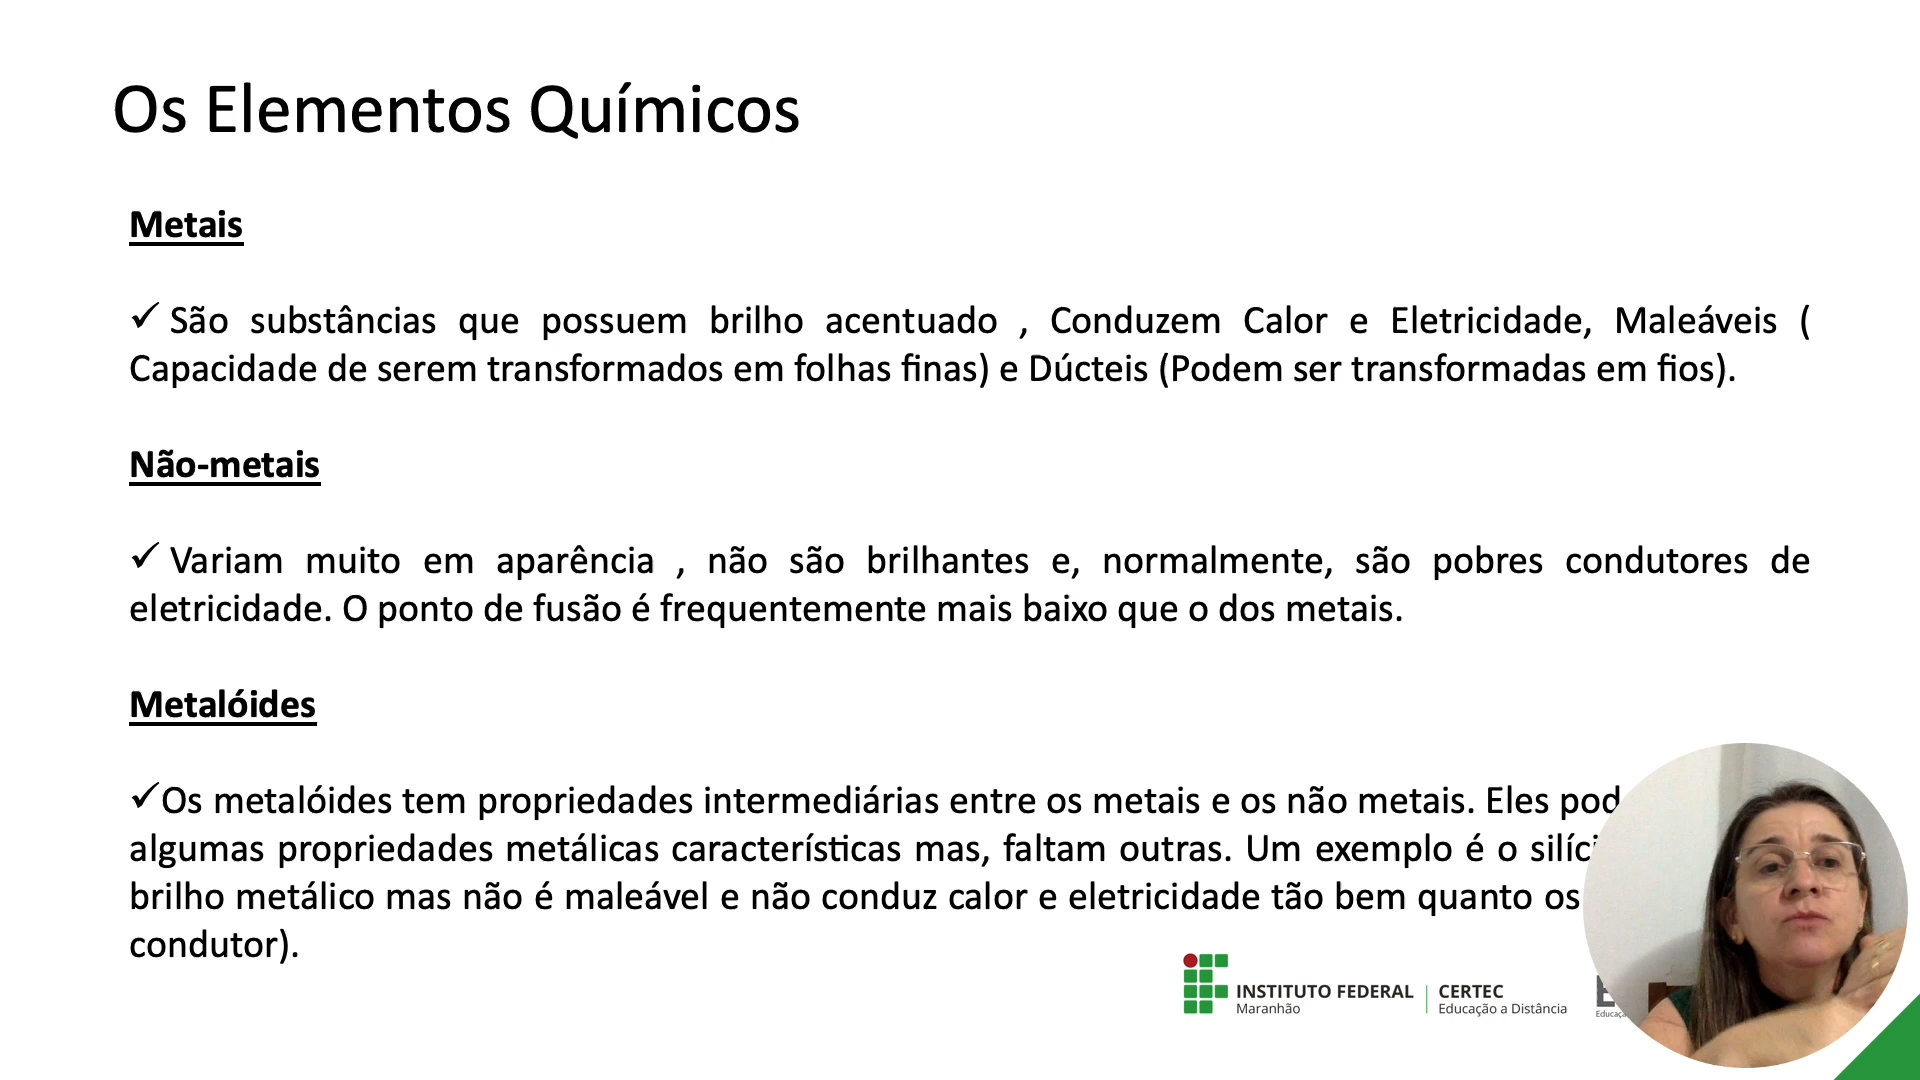 Os Elementos Químicos
Metais
✓ São substâncias que possuem brilho acentuado , Conduzem Calor e Eletricidade, Maleáveis (
Capacidade de serem transformados em folhas finas) e Dúcteis (Podem ser transformadas em fios).
Não-metais
✓ Variam muito em aparência , não são brilhantes e, normalmente, são pobres condutores de
eletricidade. O ponto de fusão é frequentemente mais baixo que o dos metais.
Metalóides
✓Os metalóides tem propriedades intermediárias entre os metais e os não metais. Eles
algumas propriedades metálicas características mas, faltam outras. Um exemplo é o
brilho metálico mas não é maleável e não conduz calor e eletricidade tão bem quanto os
condutor).
INSTITUTO FEDERAL
Maranhão
CERTEC
Educação a Distância